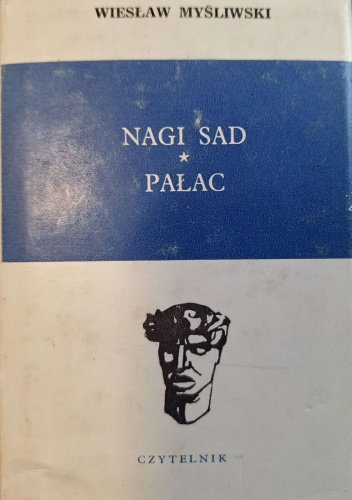 WIESŁAW MYŚLIWSKI
NAGI SAD
*
PAŁAC
CZYTELNIK